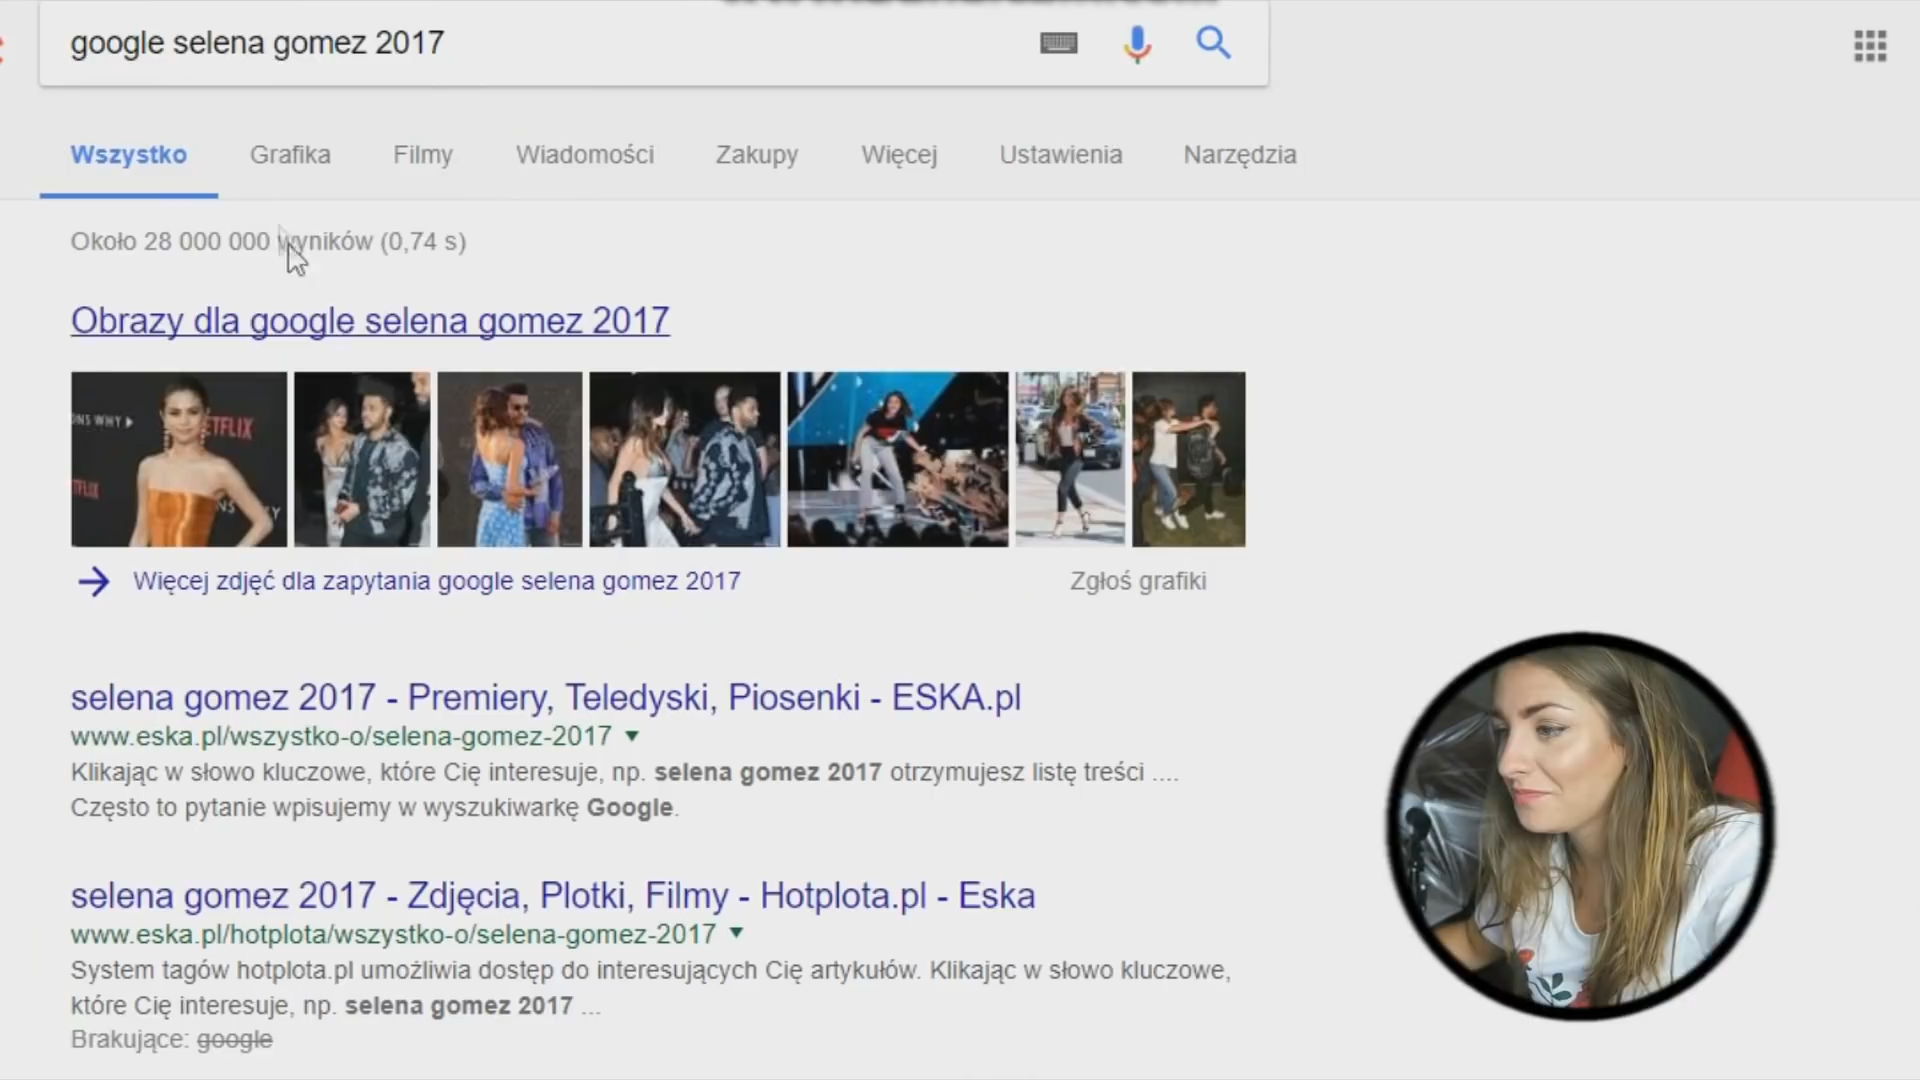 google selena gomez 2017
Wszystko Grafika Filmy Wiadomości Zakupy Więcej Ustawienia Narzędzia
Około 28 000 000 wyników (0,74 s)
Obrazy dla google selena gomez 2017
ONS WHY
ETFLIX
TFLIX
NS
Y
Więcej zdjęć dla zapytania google selena gomez 2017 Zgłoś grafiki
selena gomez 2017 - Premiery, Teledyski, Piosenki - ESKA.pl
www.eska.pl/wszystko-o/selena-gomez-2017
Klikając w słowo kluczowe, które Cię interesuje, np. selena gomez 2017 otrzymujesz listę treści ....
Często to pytanie wpisujemy w wyszukiwarkę Google.
selena gomez 2017 - Zdjęcia, Plotki, Filmy - Hotplota.pl - Eska
www.eska.pl/hotplota/wszystko-o/selena-gomez-2017
System tagów hotplota.pl umożliwia dostęp do interesujących Cię artykułów. Klikając w słowo kluczowe,
które Cię interesuje, np. selena gomez 2017 ...
Brakujące: google